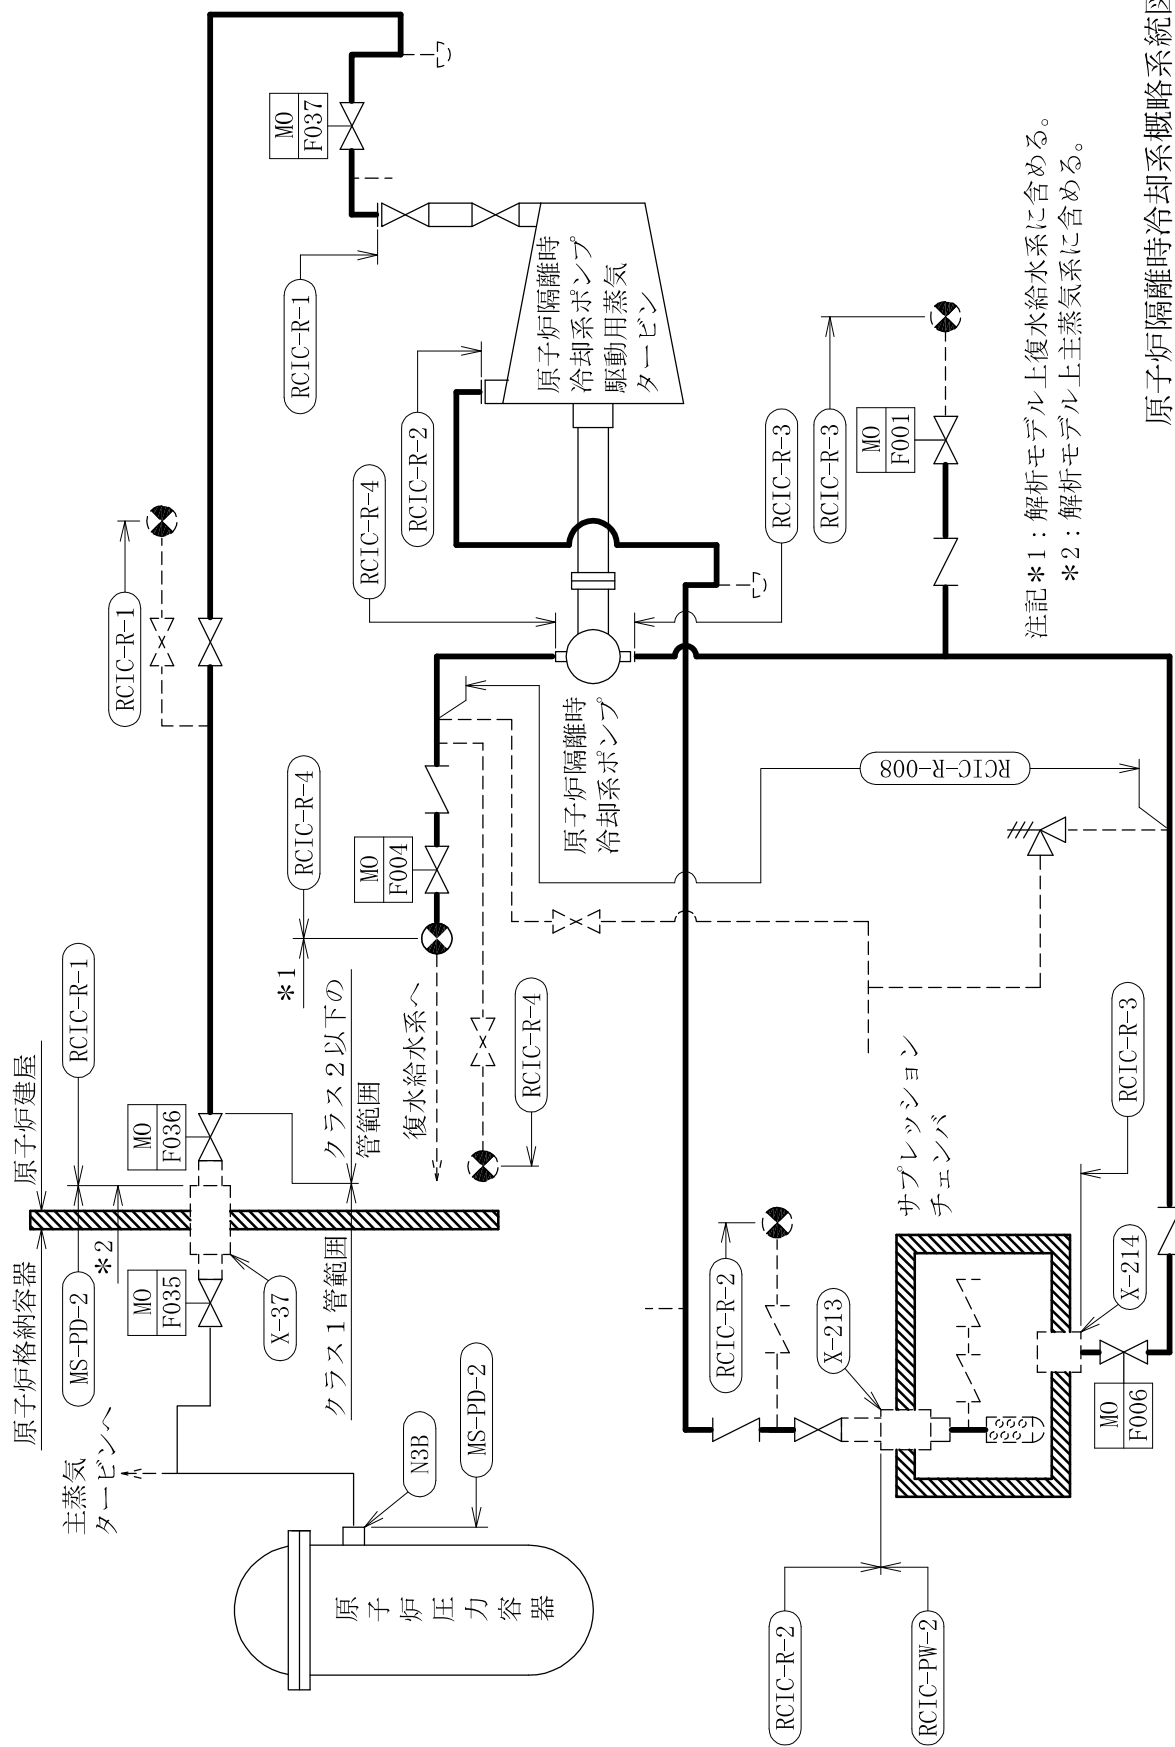 原子炉格納容器
原子炉建屋
MS-PD-2
RCIC-R-1
*2
主蒸気
タービンへ
MO
F035
MO
F036
X-37
クラス1管範囲
クラス2以下の
管範囲
N3B
MS-PD-2
原子炉圧力容器
RCIC-R-1
RCIC-R-1
MO
F037
原子炉隔離時
冷却系ポンプ
駆動用蒸気
タービン
RCIC-R-2
RCIC-R-4
RCIC-R-4
*1
MO
F004
復水給水系へ
RCIC-R-4
原子炉隔離時
冷却系ポンプ
RCIC-R-3
RCIC-R-3
MO
F001
RCIC-R-008
RCIC-R-2
X-213
サプレッション
チェンバ
RCIC-R-3
X-214
MO
F006
RCIC-R-2
RCIC-PW-2
注記*1：解析モデル上復水給水系に含める。
*2：解析モデル上主蒸気系に含める。
原子炉隔離時冷却系概略系統図